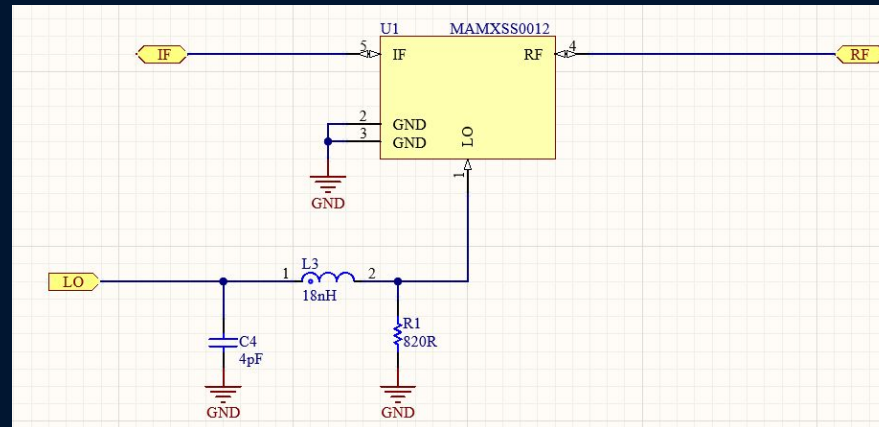 U1 MAMXSS0012
IF 5 IF RF 4 RF
2 GND
3 GND
LO
1
GND
LO 1 L3 2
18nH
C4
4pF
R1
820R
GND GND